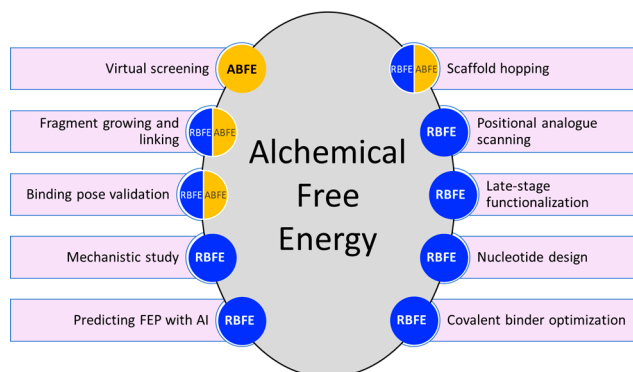 Virtual screening
ABFE
Fragment growing and
linking
RBFE ABFE
Binding pose validation
RBFE ABFE
Mechanistic study
RBFE
Predicting FEP with AI
RBFE
Alchemical
Free
Energy
RBFE ABFE
Scaffold hopping
RBFE
Positional analogue
scanning
RBFE
Late-stage
functionalization
RBFE
Nucleotide design
RBFE
Covalent binder optimization